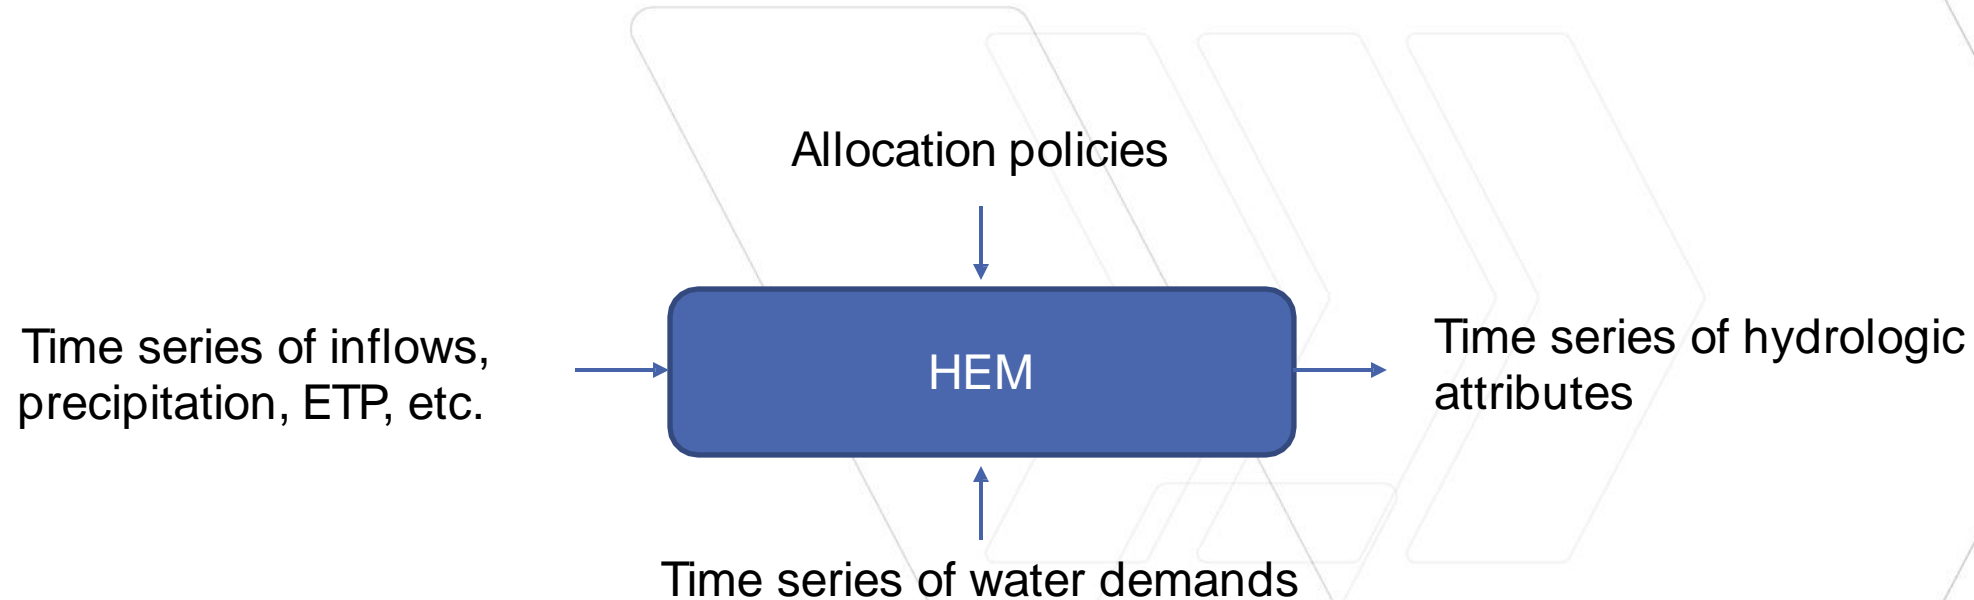 Allocation policies
Time series of inflows,
precipitation, ETP, etc.
HEM
Time series of hydrologic
attributes
Time series of water demands